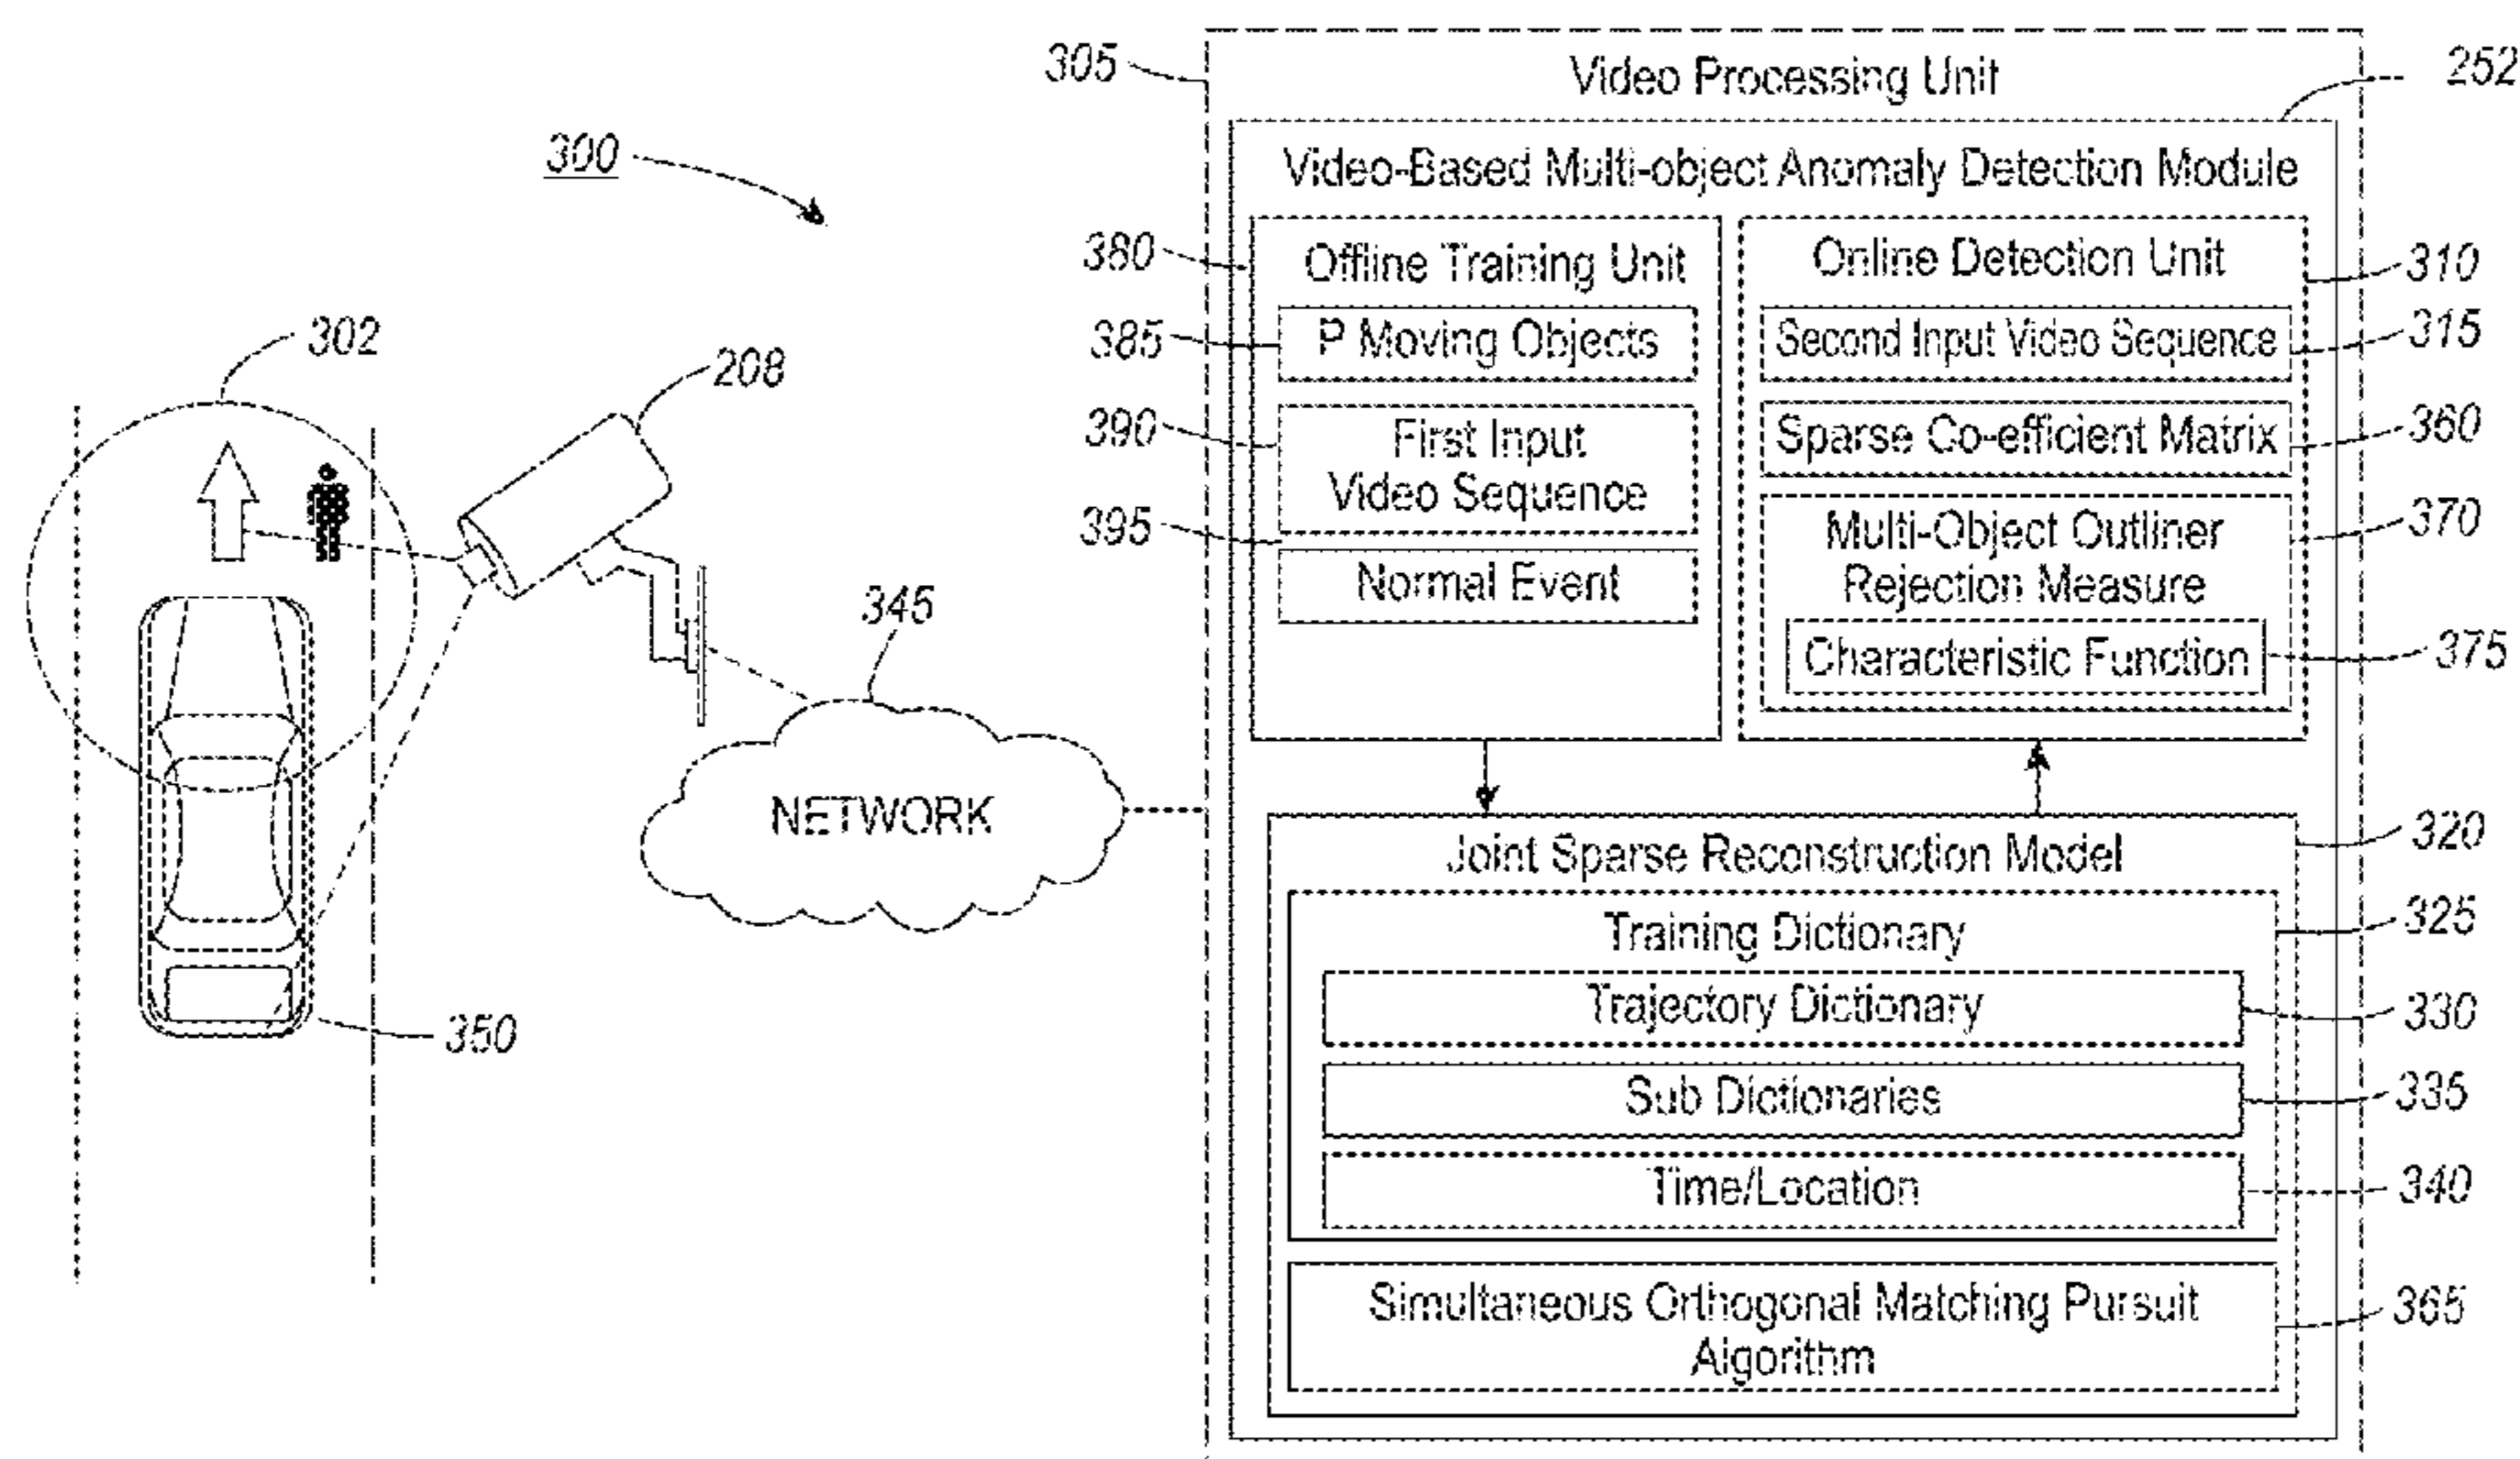 305
Video Processing Unit
252
300
Video-Based Multi-object Anomaly Detection Module
380
Offline Training Unit
385
P Moving Objects
390
First Input
Video Sequence
395
Normal Event
Online Detection Unit
310
Second Input Video Sequence
315
Sparse Co-efficient Matrix
360
Multi-Object Outliner
Rejection Measure
370
Characteristic Function
375
302
208
345
NETWORK
350
Joint Sparse Reconstruction Model
320
Training Dictionary
325
Trajectory Dictionary
330
Sub Dictionaries
335
Time/Location
340
Simultaneous Orthogonal Matching Pursuit
Algorithm
365